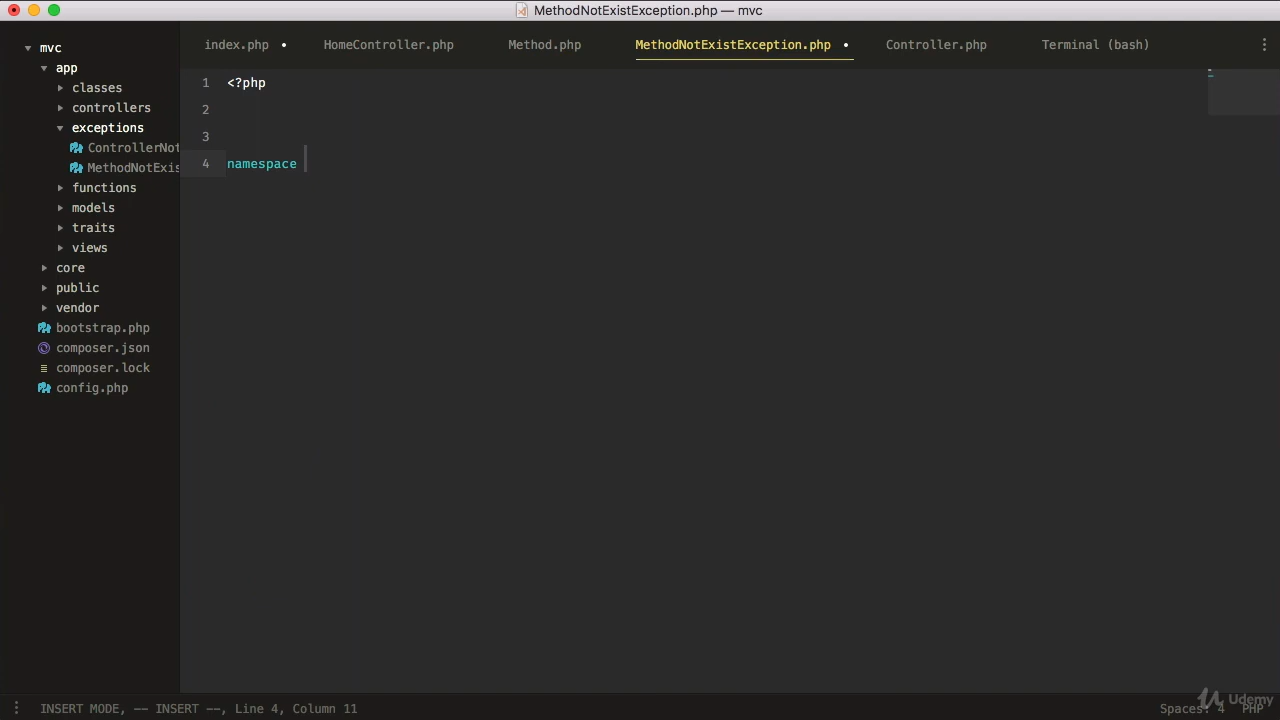 MethodNotExistException.php — mvc
index.php
HomeController.php
Method.php
MethodNotExistException.php
Controller.php
Terminal (bash)
mvc
app
classes
controllers
exceptions
ControllerNot
MethodNotExis
functions
models
traits
views
core
public
vendor
bootstrap.php
composer.json
composer.lock
config.php
1 <?php
2
3
4 namespace
INSERT MODE, -- INSERT --, Line 4, Column 11
Spaces: 4 PHP
Udemy